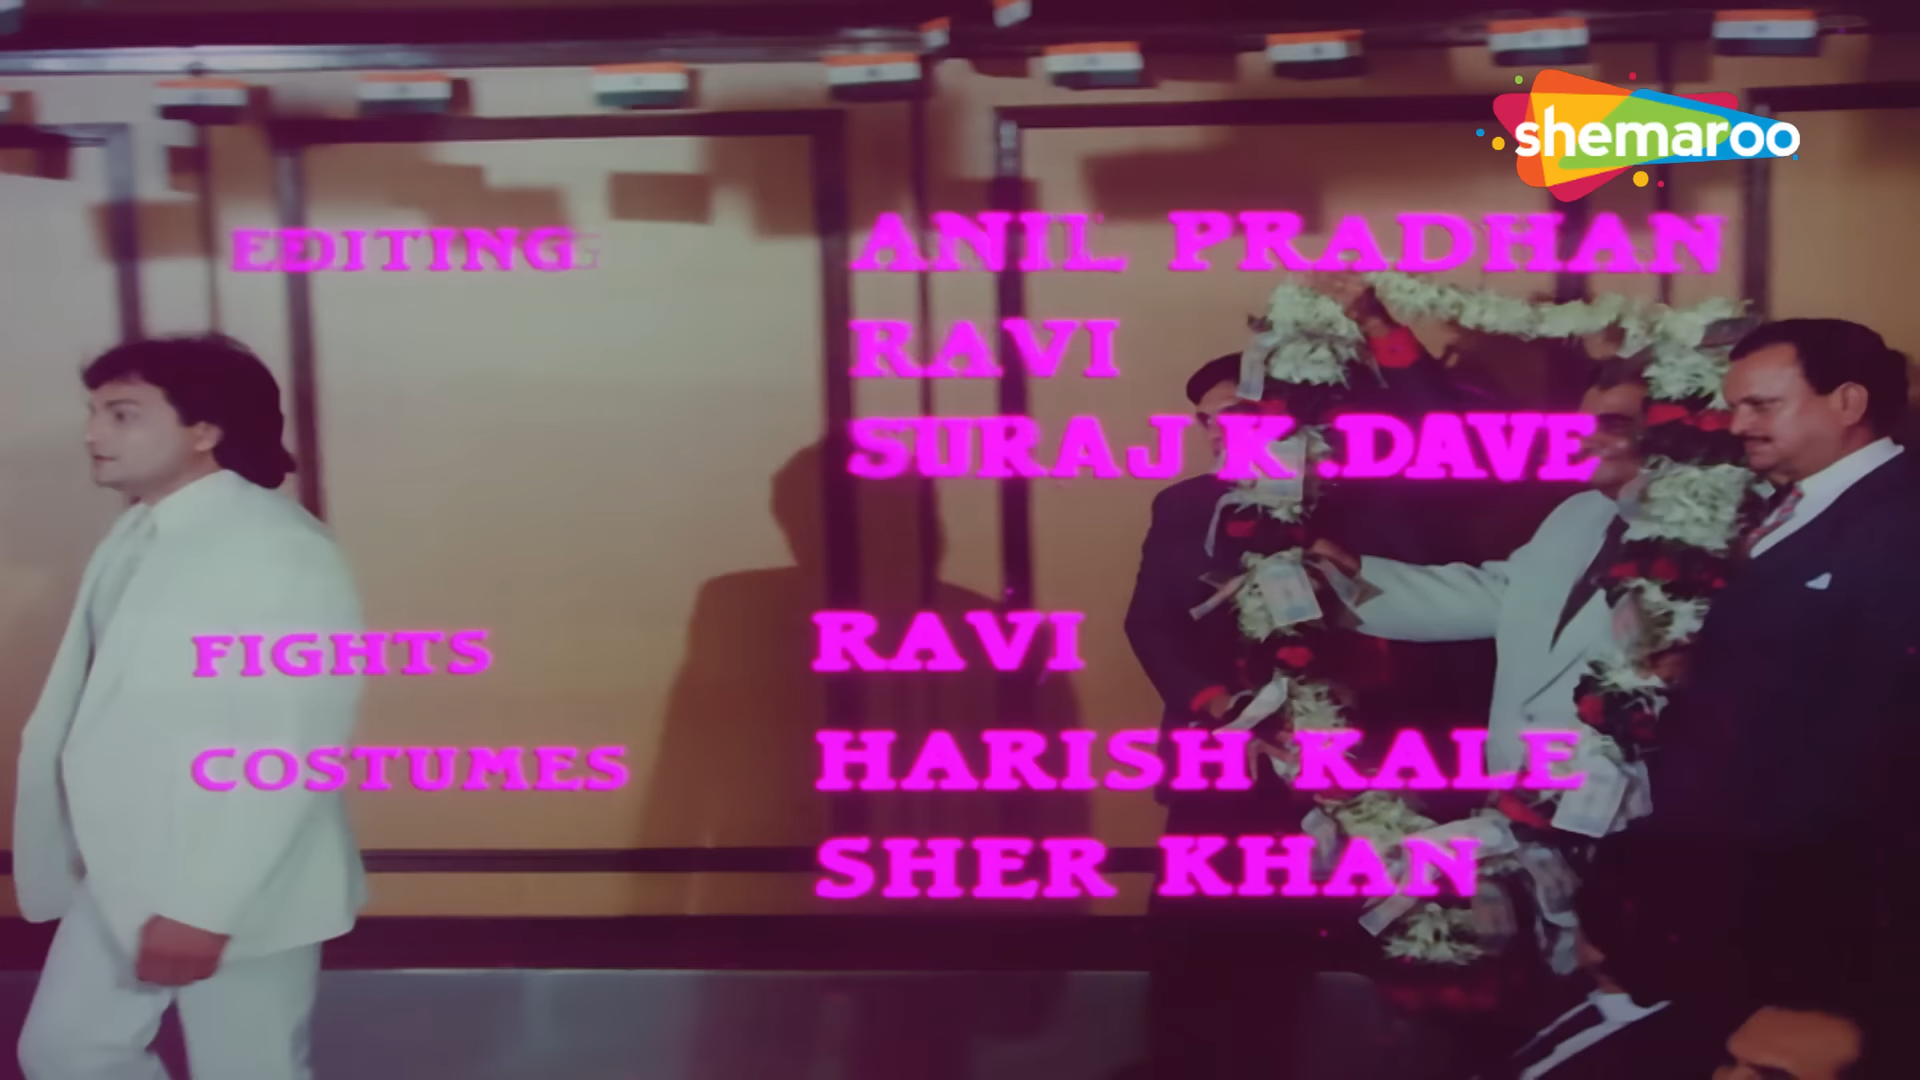 shemaroo
EDITING ANIL PRADHAN
RAVI
SURAJ K.DAVE
FIGHTS RAVI
COSTUMES HARISH KALE
SHER KHAN